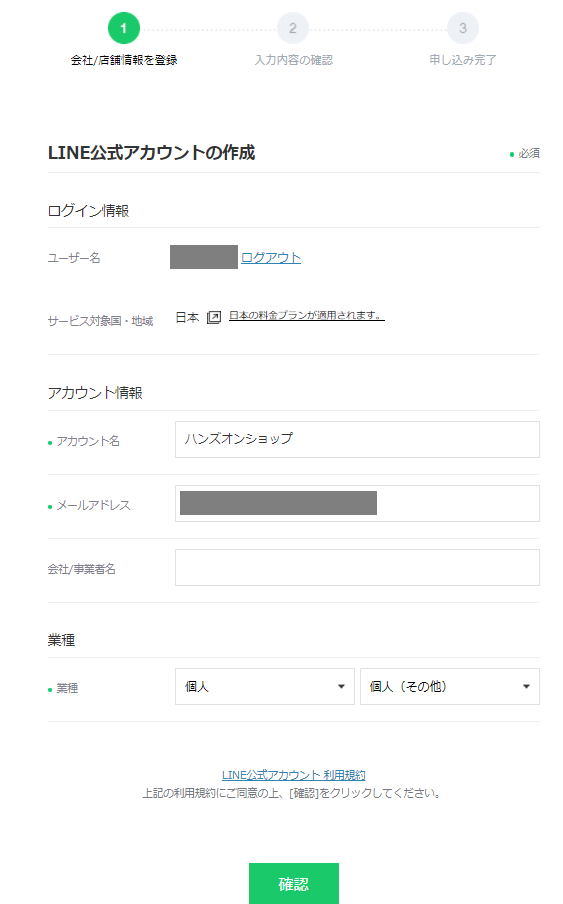 1 2 3
会社/店舗情報を登録 入力内容の確認 申し込み完了
LINE公式アカウントの作成 必須
ログイン情報
ユーザー名 ログアウト
サービス対象国・地域 日本 日本の料金プランが適用されます。
アカウント情報
アカウント名 ハンズオンショップ
メールアドレス
会社/事業者名
業種
業種 個人 個人（その他）
LINE公式アカウント 利用規約
上記の利用規約にご同意の上、[確認]をクリックしてください。
確認